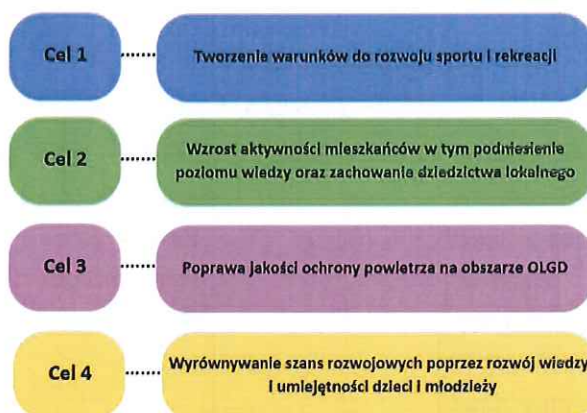 Cel 1
Tworzenie warunków do rozwoju sportu i rekreacji
Cel 2
Wzrost aktywności mieszkańców w tym podniesienie
poziomu wiedzy oraz zachowanie dziedzictwa lokalnego
Cel 3
Poprawa jakości ochrony powietrza na obszarze OLGD
Cel 4
Wyrównywanie szans rozwojowych poprzez rozwój wiedzy
i umiejętności dzieci i młodzieży